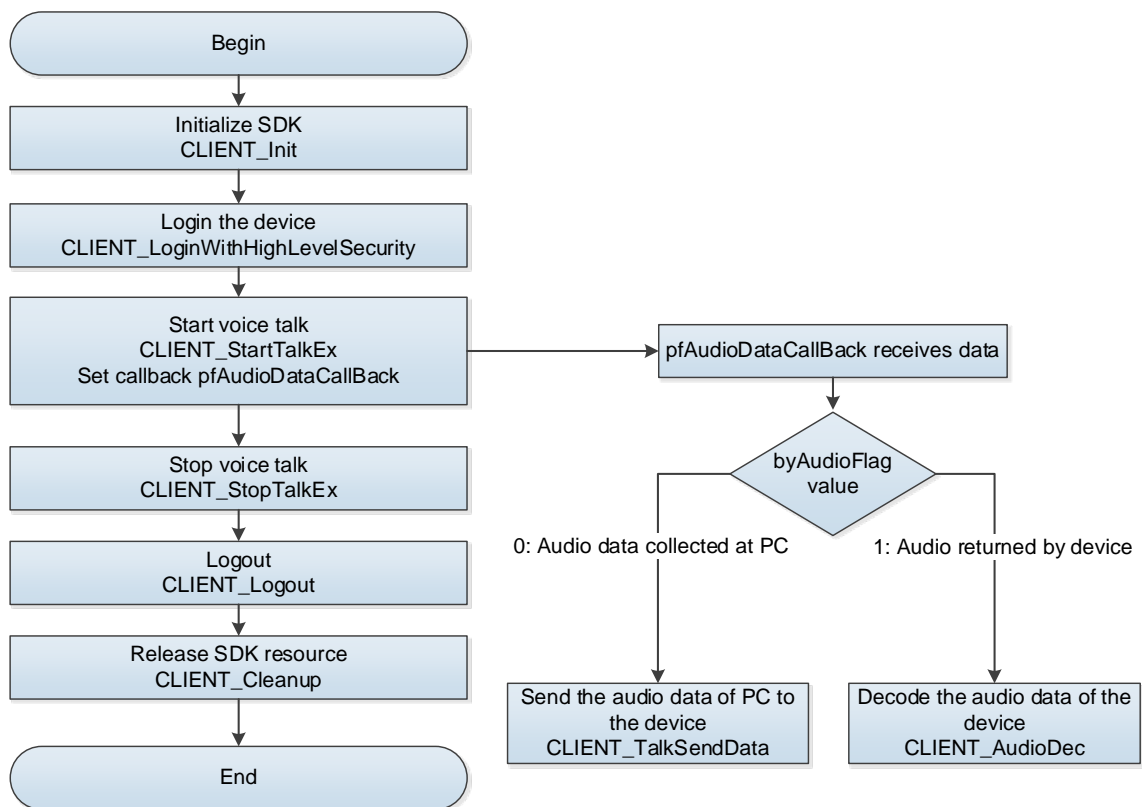 Begin
Initialize SDK
CLIENT_Init
Login the device
CLIENT_LoginWithHighLevelSecurity
Start voice talk
CLIENT_StartTalkEx
Set callback pfAudioDataCallBack
Stop voice talk
CLIENT_StopTalkEx
Logout
CLIENT_Logout
Release SDK resource
CLIENT_Cleanup
End
pfAudioDataCallBack receives data
byAudioFlag
value
0: Audio data collected at PC
1: Audio returned by device
Send the audio data of PC to
the device
CLIENT_TalkSendData
Decode the audio data of the
device
CLIENT_AudioDec